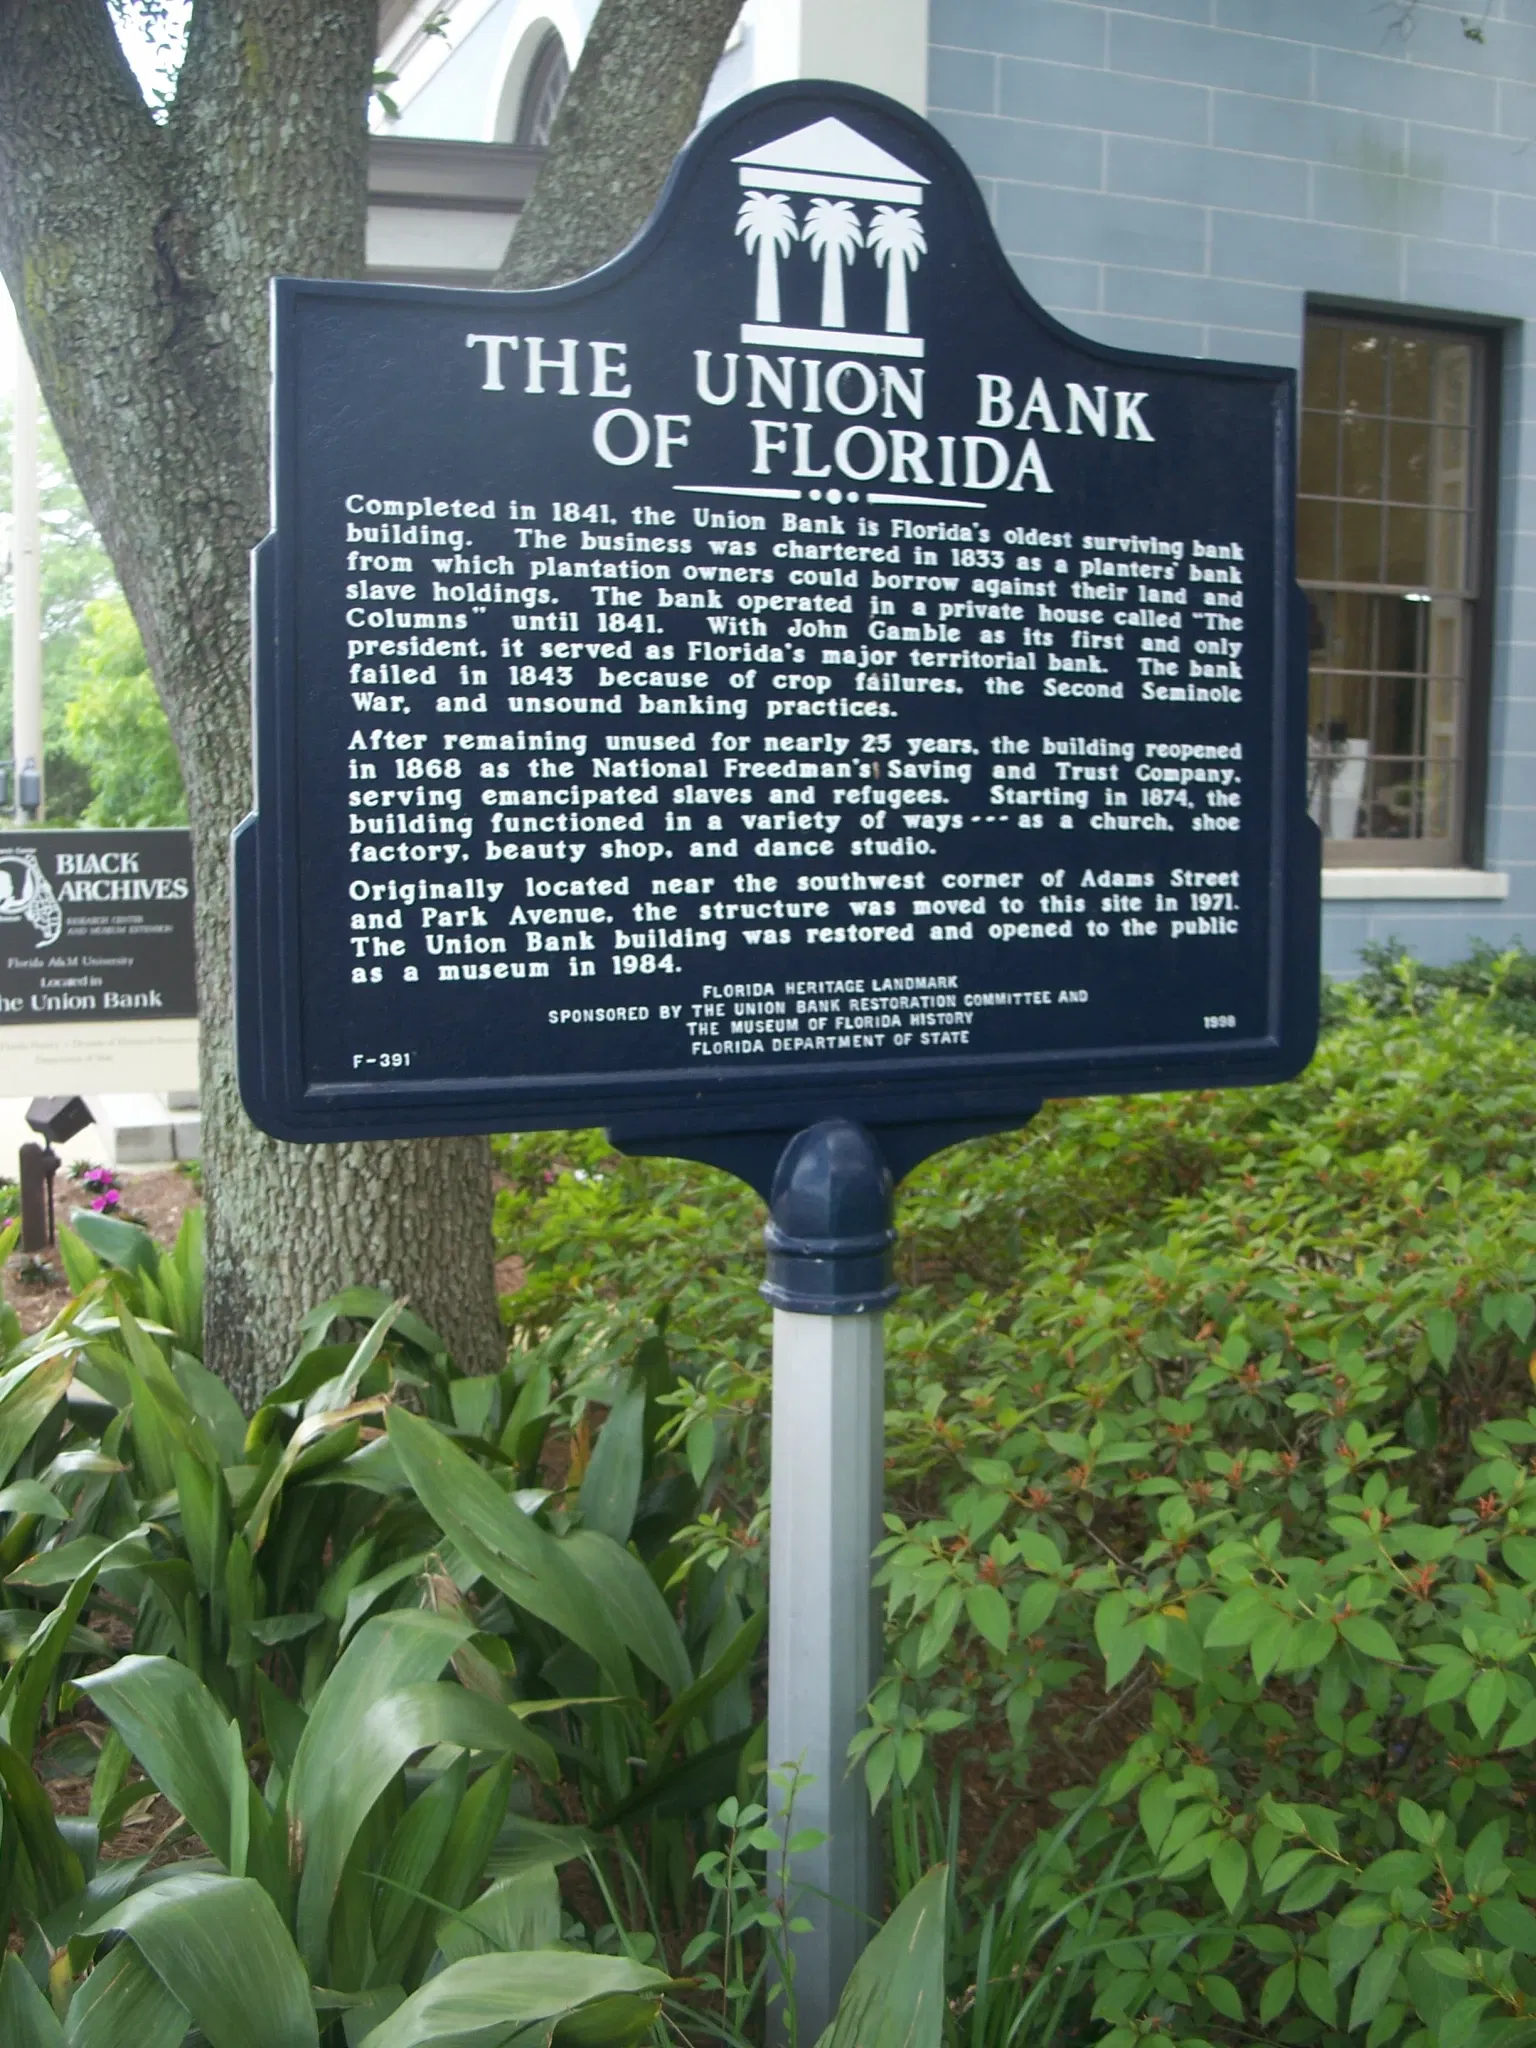 THE UNION BANK
OF FLORIDA
Completed in 1841, the Union Bank is Florida's oldest surviving bank
building. The business was chartered in 1833 as a planters' bank
from which plantation owners could borrow against their land and
slave holdings. The bank operated in a private house called "The
Columns" until 1841. With John Gamble as its first and only
president, it served as Florida's major territorial bank. The bank
failed in 1843 because of crop failures, the Second Seminole
War, and unsound banking practices.
After remaining unused for nearly 25 years, the building reopened
in 1868 as the National Freedman's Saving and Trust Company,
serving emancipated slaves and refugees. Starting in 1874, the
building functioned in a variety of ways --- as a church, shoe
factory, beauty shop, and dance studio.
Originally located near the southwest corner of Adams Street
and Park Avenue, the structure was moved to this site in 1971.
The Union Bank building was restored and opened to the public
as a museum in 1984.
FLORIDA HERITAGE LANDMARK
SPONSORED BY THE UNION BANK RESTORATION COMMITTEE AND
THE MUSEUM OF FLORIDA HISTORY
FLORIDA DEPARTMENT OF STATE
F-391
1998
BLACK
ARCHIVES
RESEARCH CENTER
AND MUSEUM EXTENSION
Florida A&M University
Located in
he Union Bank